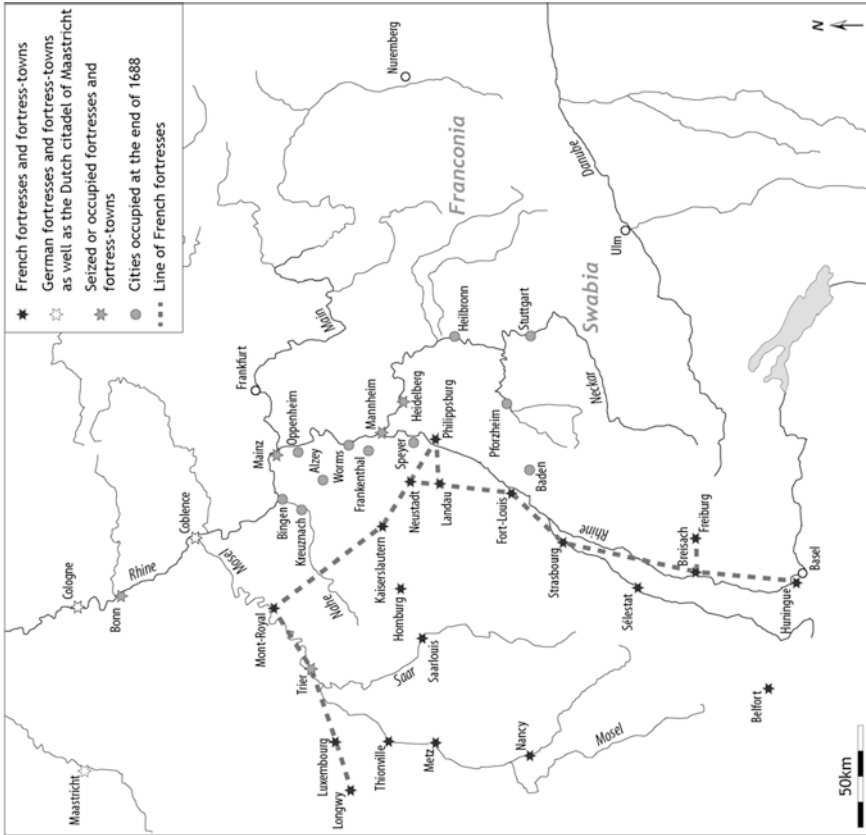 French fortresses and fortress-towns
German fortresses and fortress-towns
as well as the Dutch citadel of Maastricht
Seized or occupied fortresses and
fortress-towns
Cities occupied at the end of 1688
Line of French fortresses
N
Maastricht
Cologne
Bonn
Rhine
Coblence
Mosel
Frankfurt
Main
Nuremberg
Franconia
Mainz
Oppenheim
Bingen
Kreuznach
Alzey
Worms
Frankenthal
Mannheim
Heidelberg
Speyer
Philippsburg
Heilbronn
Nahe
Mont-Royal
Trier
Kaiserslautern
Neustadt
Landau
Homburg
Saar
Saarlouis
Luxembourg
Longwy
Thionville
Metz
Nancy
Mosel
Pforzheim
Stuttgart
Neckar
Swabia
Danube
Ulm
Fort-Louis
Baden
Strasbourg
Rhine
Sélestat
Breisach
Freiburg
Huningue
Basel
Belfort
50km